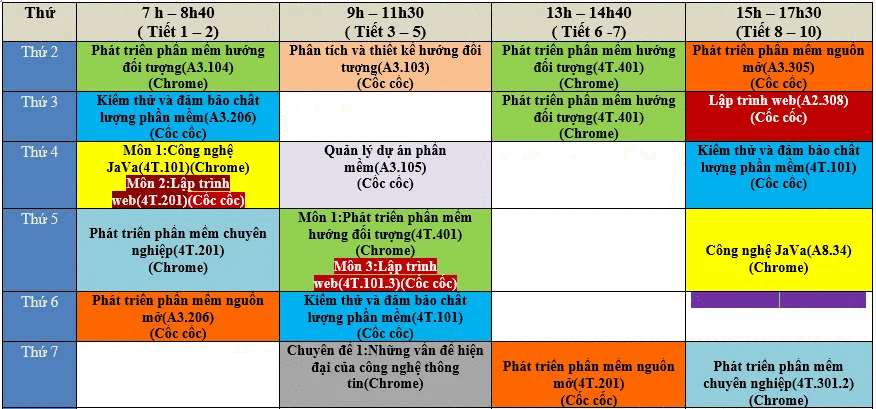 Thứ
7 h – 8h40
( Tiết 1 – 2)
9h – 11h30
( Tiết 3 – 5)
13h – 14h40
( Tiết 6 -7)
15h – 17h30
(Tiết 8 – 10)
Thứ 2
Phát triển phần mềm hướng
đối tượng(A3.104)
(Chrome)
Phân tích và thiết kế hướng đối
tượng(A3.103)
(Cốc cốc)
Phát triển phần mềm hướng
đối tượng(4T.401)
(Chrome)
Phát triển phần mềm nguồn
mở(A3.305)
(Cốc cốc)
Thứ 3
Kiểm thử và đảm bảo chất
lượng phần mềm(A3.206)
(Cốc cốc)
Phát triển phần mềm hướng
đối tượng(4T.401)
(Chrome)
Lập trình web(A2.308)
(Cốc cốc)
Thứ 4
Môn 1:Công nghệ
JaVa(4T.101)(Chrome)
Môn 2:Lập trình
web(4T.201)(Cốc cốc)
Quản lý dự án phần
mềm(A3.105)
(Cốc cốc)
Kiểm thử và đảm bảo chất
lượng phần mềm(4T.101)
(Cốc cốc)
Thứ 5
Phát triển phần mềm chuyên
nghiệp(4T.201)
(Chrome)
Môn 1:Phát triển phần mềm
hướng đối tượng(4T.401)
(Chrome)
Môn 3:Lập trình
web(4T.101.3)(Cốc cốc)
Công nghệ JaVa(A8.34)
(Chrome)
Thứ 6
Phát triển phần mềm nguồn
mở(A3.206)
(Cốc cốc)
Kiểm thử và đảm bảo chất
lượng phần mềm(4T.101)
(Cốc cốc)
Thứ 7
Chuyên đề 1:Những vấn đề hiện
đại của công nghệ thông
tin(Chrome)
Phát triển phần mềm nguồn
mở(4T.201)
(Cốc cốc)
Phát triển phần mềm
chuyên nghiệp(4T.301.2)
(Chrome)